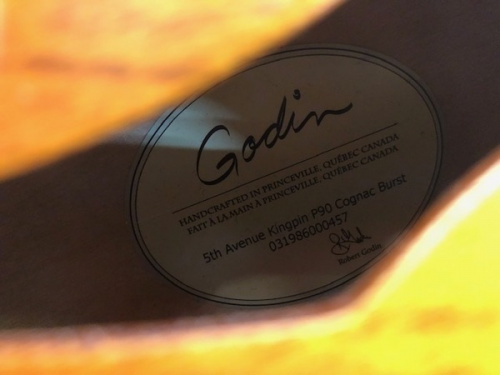 Godin
HANDCRAFTED IN PRINCEVILLE, QUÉBEC CANADA
FAIT À LA MAIN À PRINCEVILLE, QUÉBEC CANADA
5th Avenue Kingpin P90 Cognac Burst
031986000457
Robert Godin